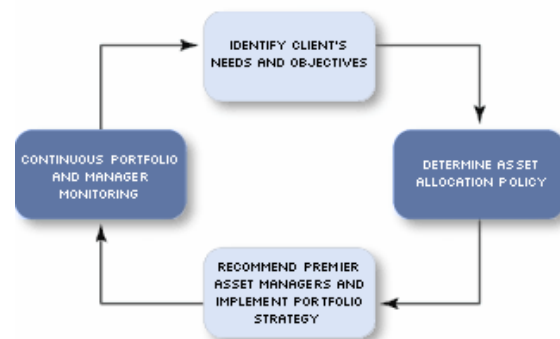 IDENTIFY CLIENT'S
NEEDS AND OBJECTIVES
DETERMINE ASSET
ALLOCATION POLICY
RECOMMEND PREMIER
ASSET MANAGERS AND
IMPLEMENT PORTFOLIO
STRATEGY
CONTINUOUS PORTFOLIO
AND MANAGER
MONITORING